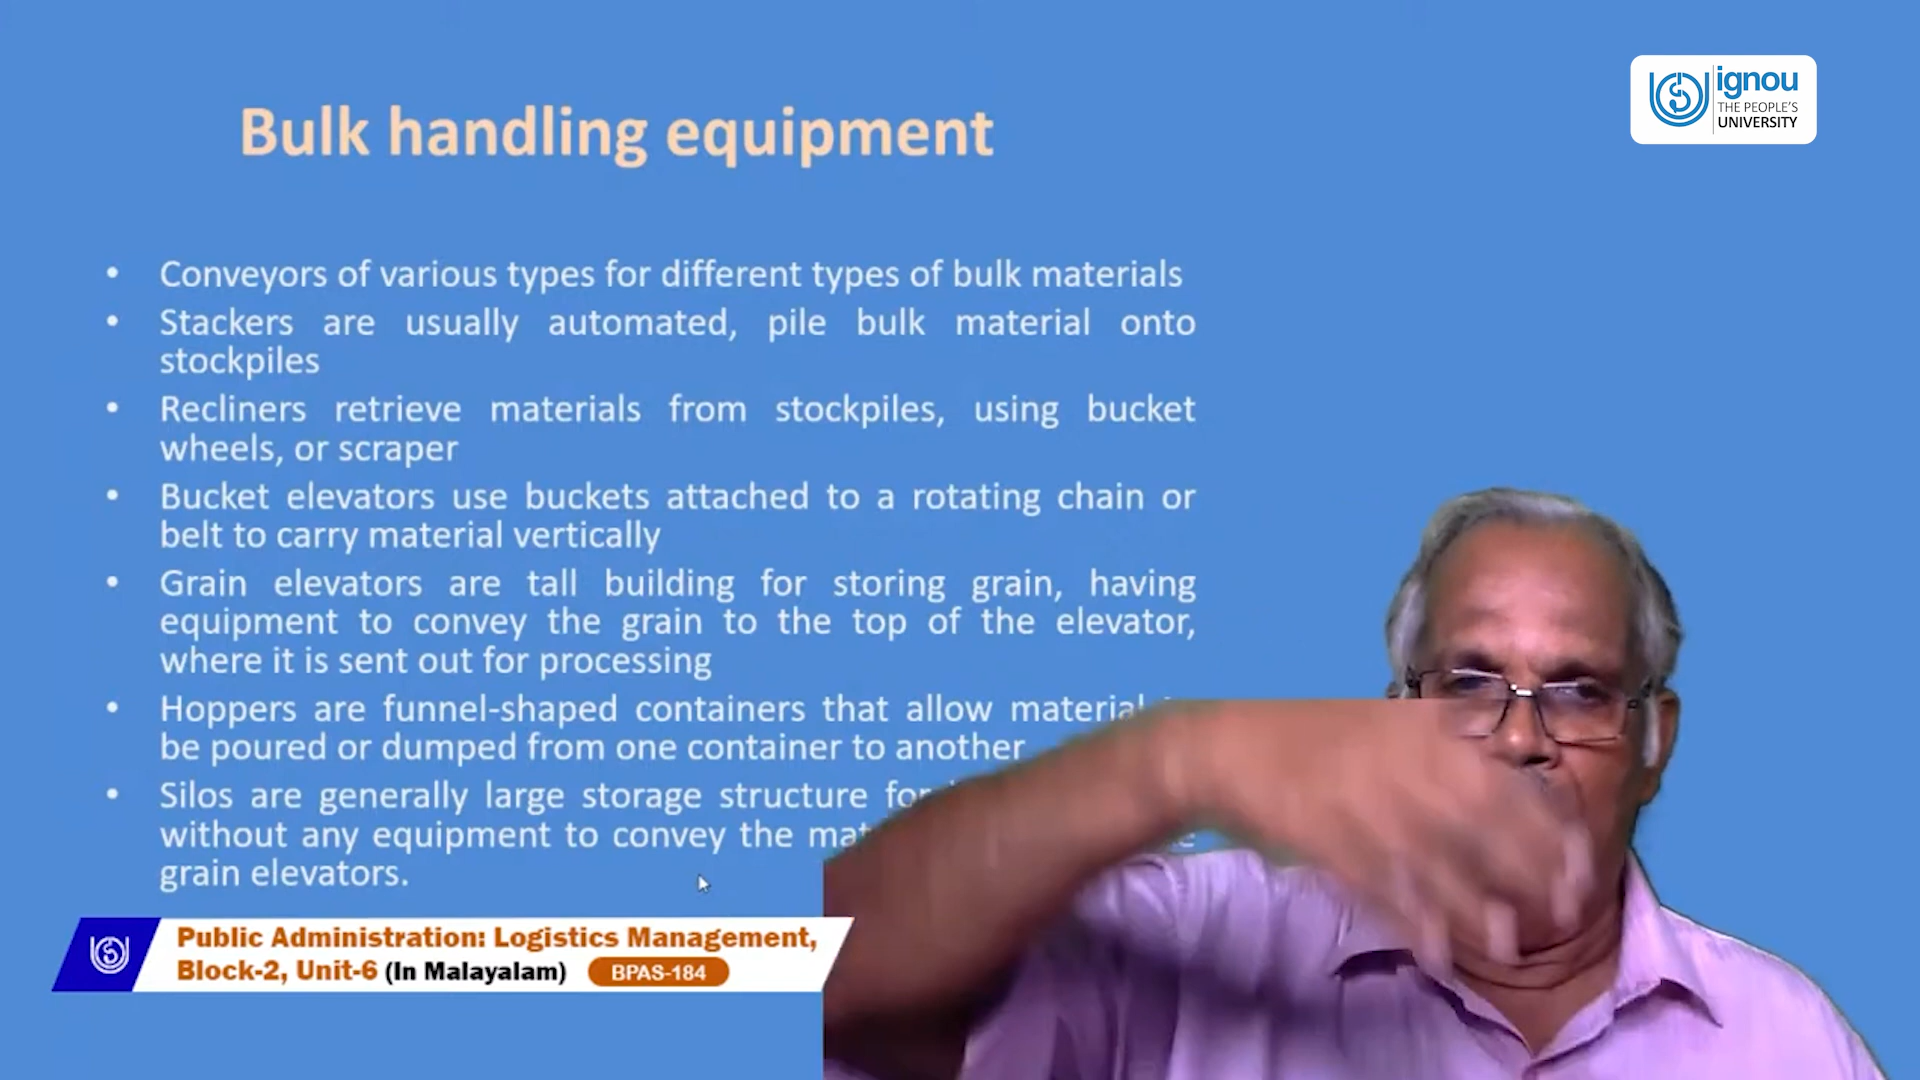 ignou
THE PEOPLE'S
UNIVERSITY
Bulk handling equipment
• Conveyors of various types for different types of bulk materials
• Stackers are usually automated, pile bulk material onto
stockpiles
• Recliners retrieve materials from stockpiles, using bucket
wheels, or scraper
• Bucket elevators use buckets attached to a rotating chain or
belt to carry material vertically
• Grain elevators are tall building for storing grain, having
equipment to convey the grain to the top of the elevator,
where it is sent out for processing
• Hoppers are funnel-shaped containers that allow material
be poured or dumped from one container to another
• Silos are generally large storage structure
without any equipment to convey the
grain elevators.
Public Administration: Logistics Management,
Block-2, Unit-6 (In Malayalam) BPAS-184